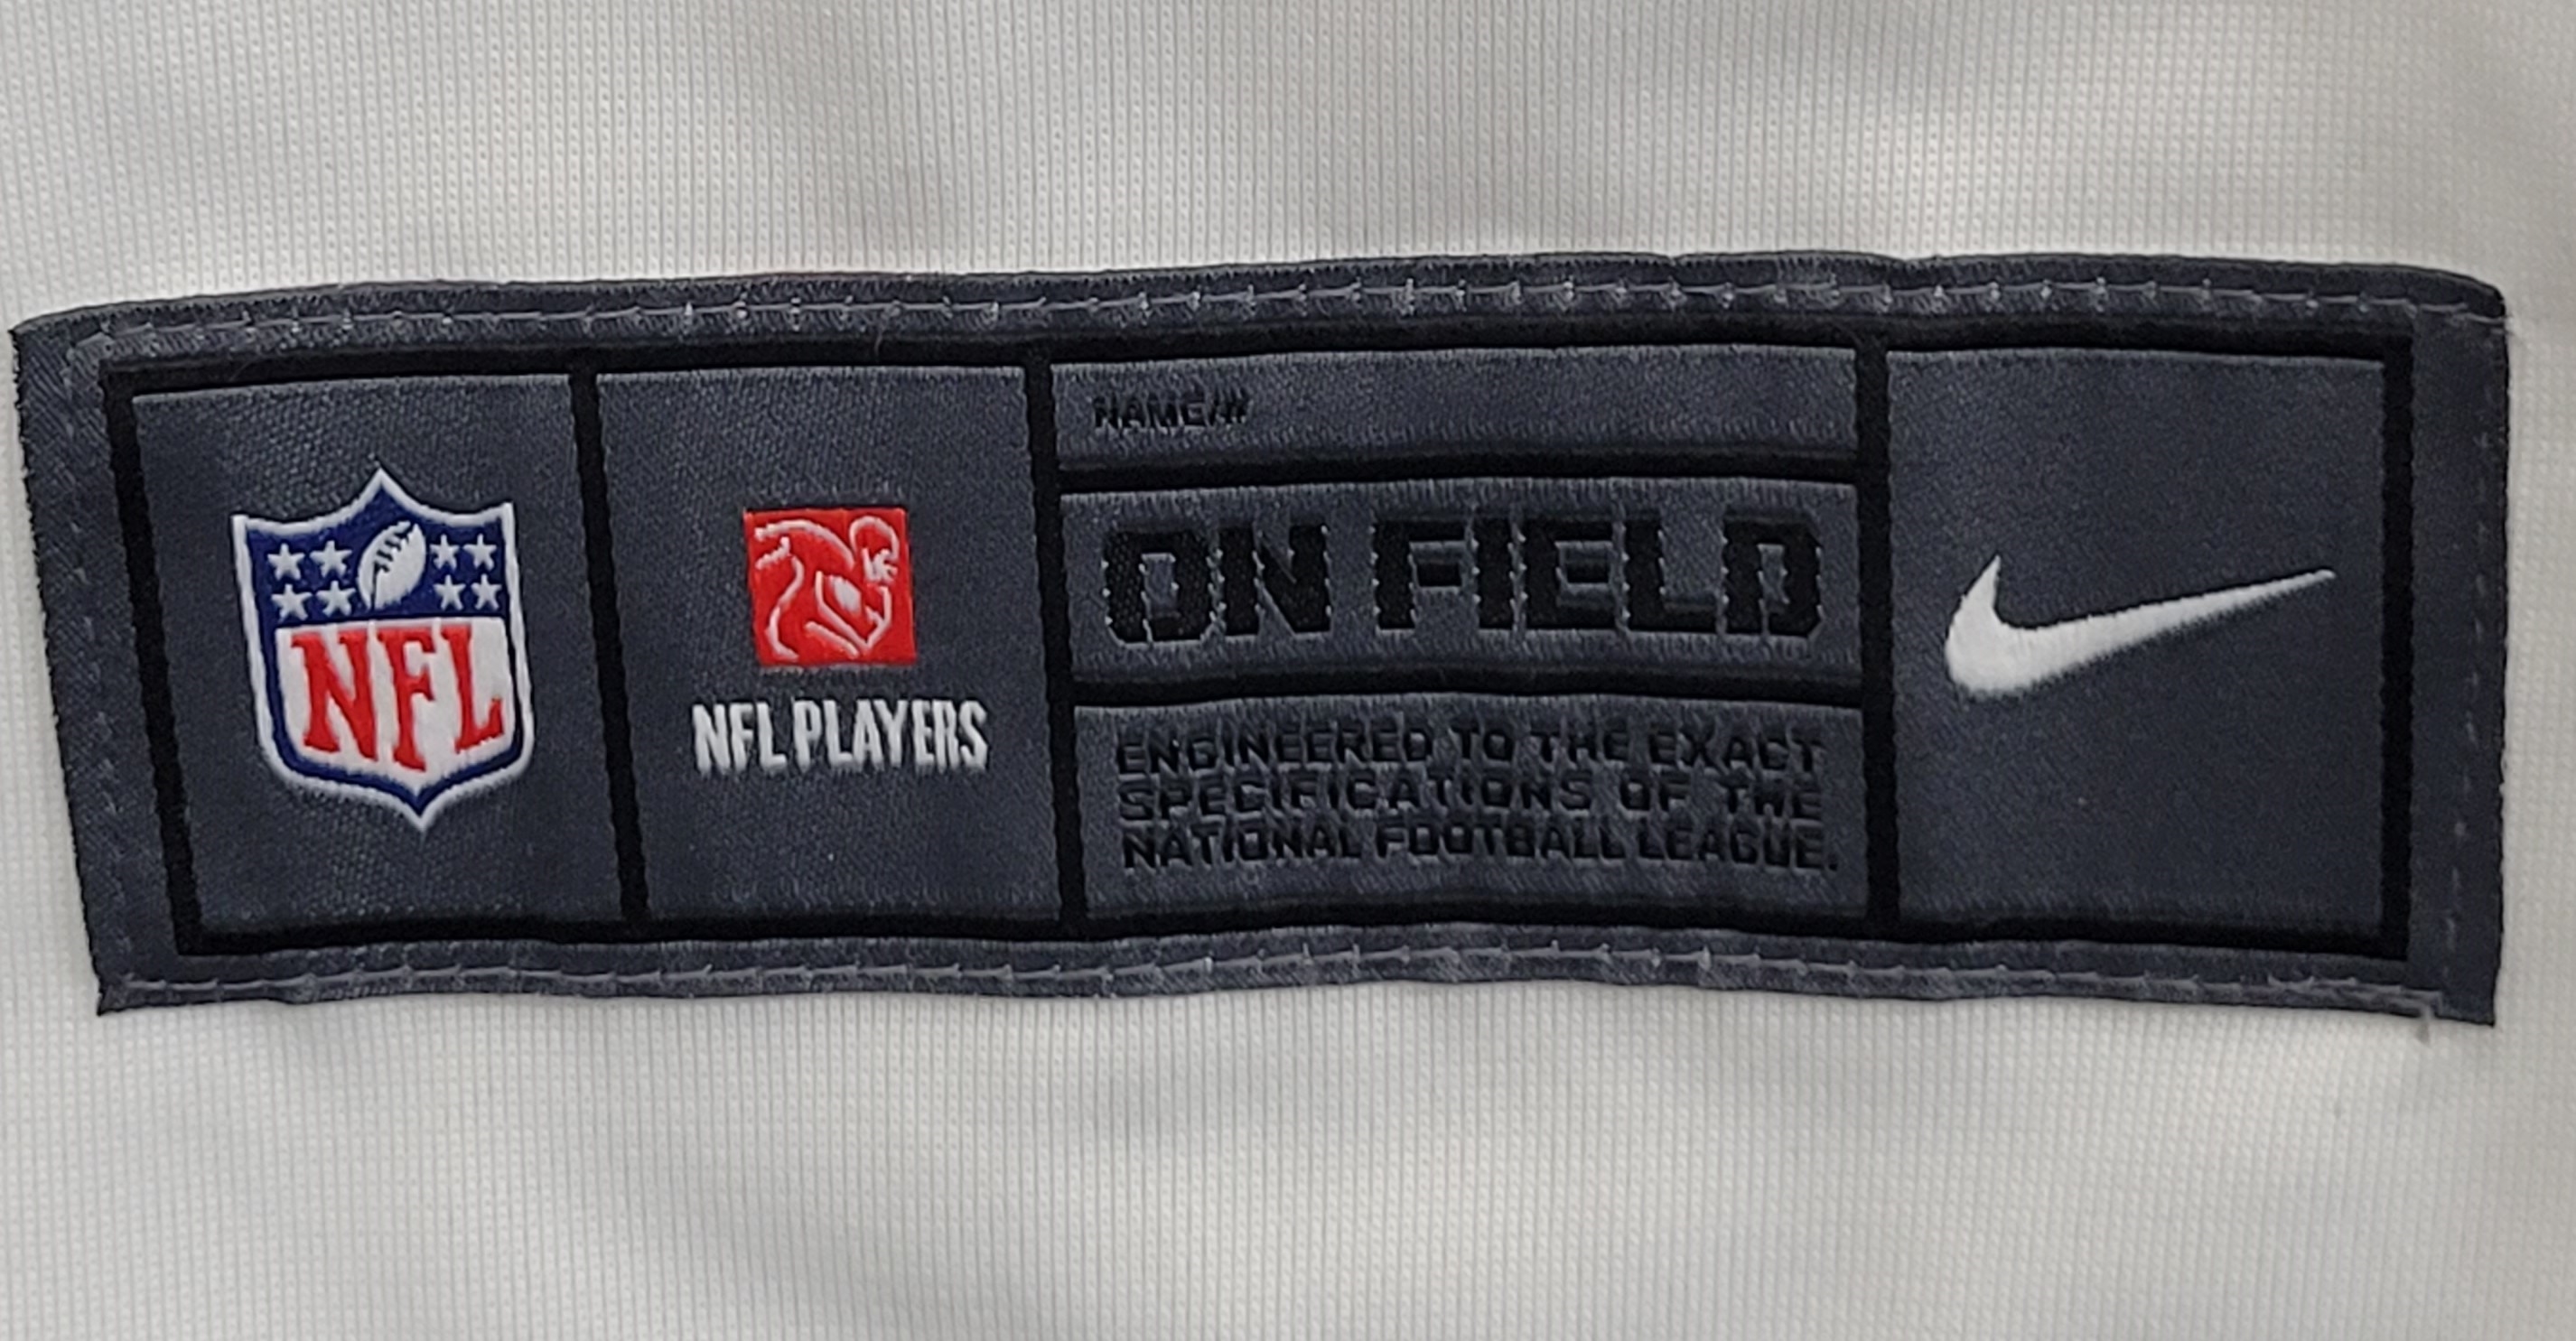 NFL
NFL PLAYERS
NAME/#
ON FIELD
ENGINEERED TO THE EXACT
SPECIFICATIONS OF THE
NATIONAL FOOTBALL LEAGUE.